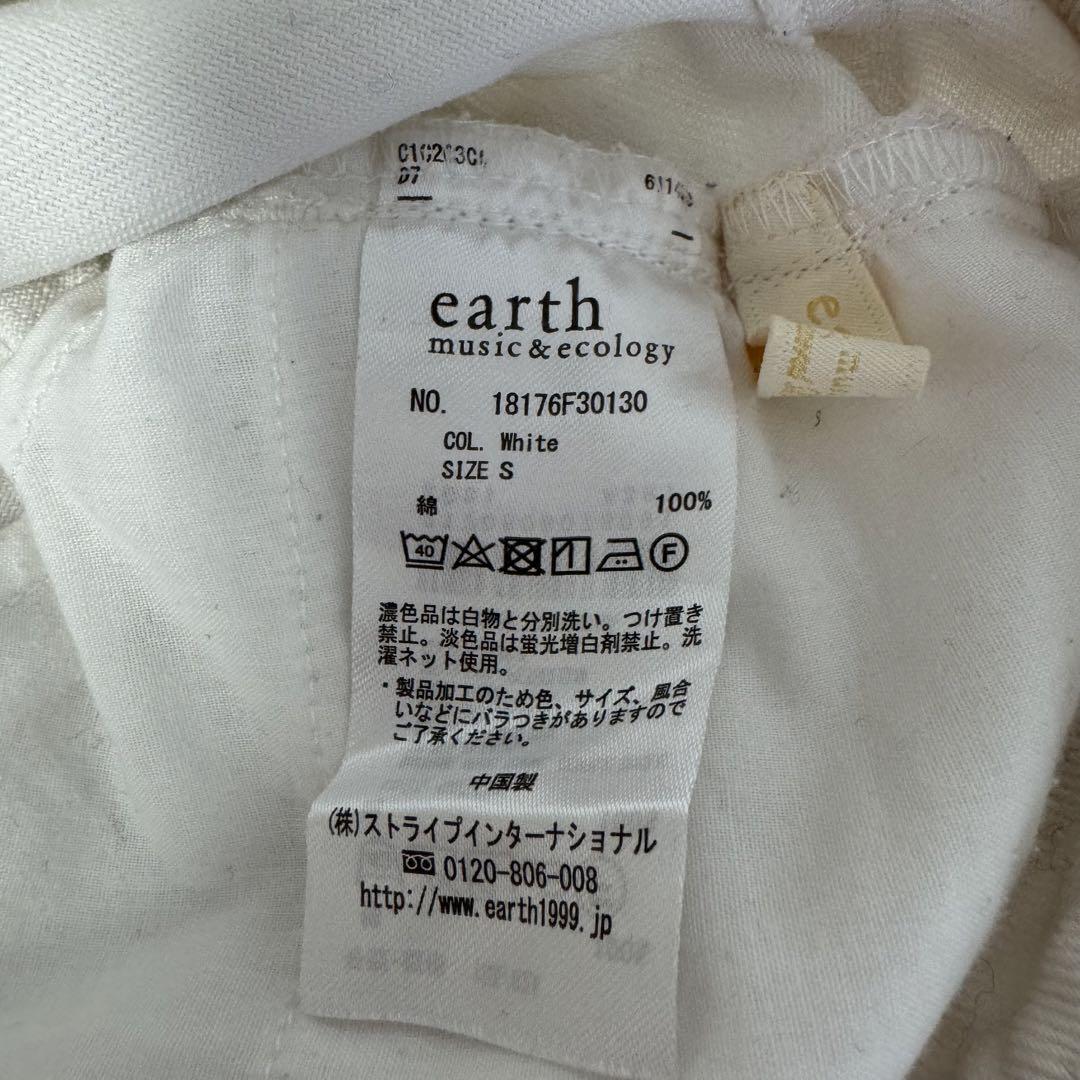 earth
music&ecology
NO. 18176F30130
COL. White
SIZE S
綿 100%
40
F
濃色品は白物と分別洗い。つけ置き
禁止。淡色品は蛍光増白剤禁止。洗
濯ネット使用。
・製品加工のため色、サイズ、風合
いなどにバラつきがありますので
ご了承ください。
中国製
(株)ストライプインターナショナル
0120-806-008
http://www.earth1999.jp